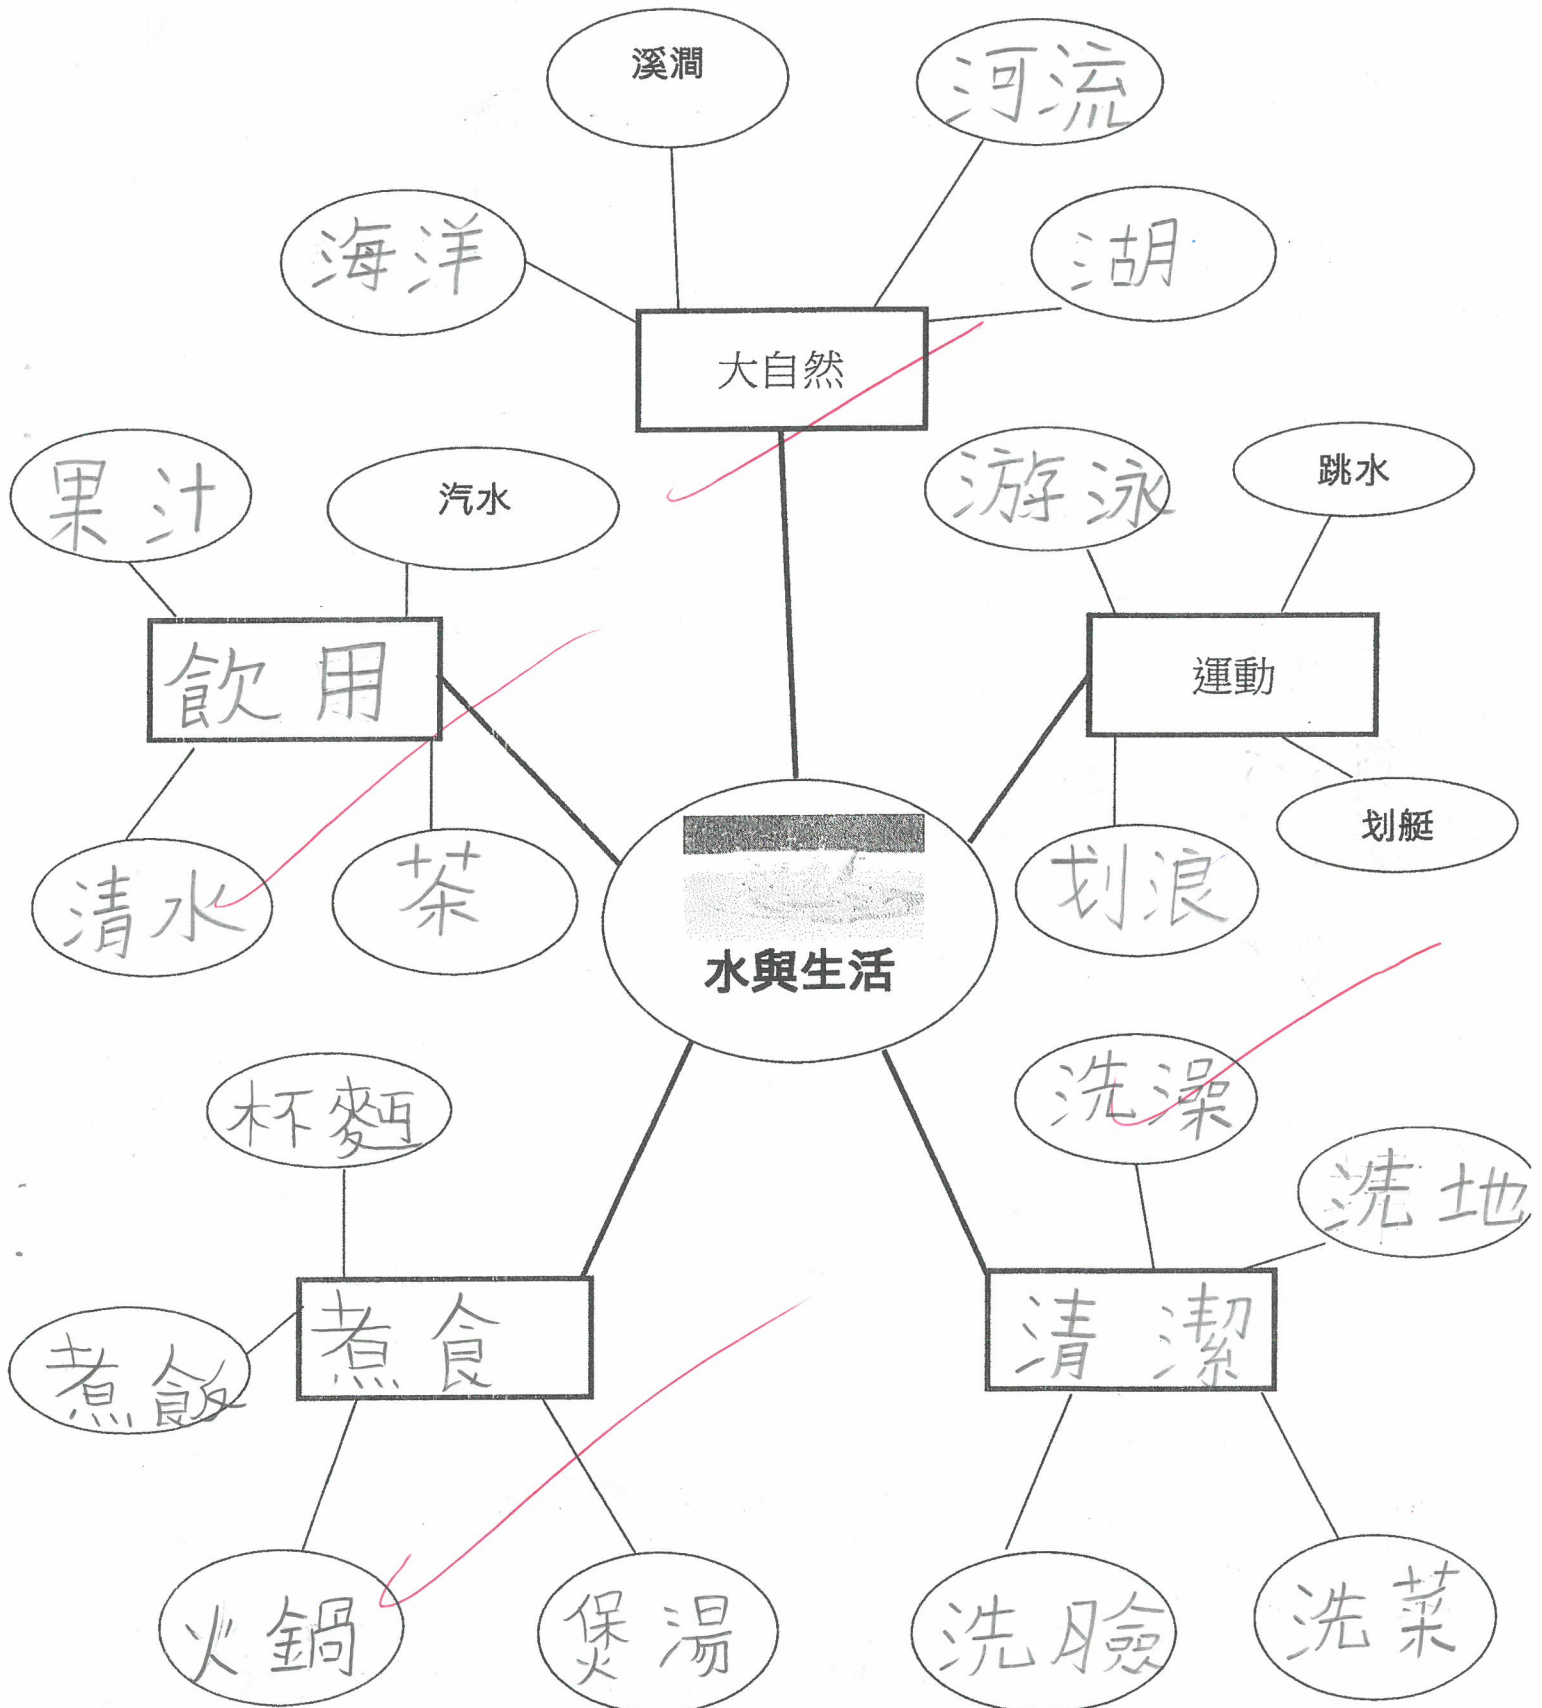 溪澗
河流
海洋
湖
大自然
果汁
汽水
游泳
跳水
飲用
運動
清水
茶
划浪
划艇
水與生活
杯麪
洗澡
洗地
煮食
清潔
煮飯
火鍋
煲湯
洗臉
洗菜